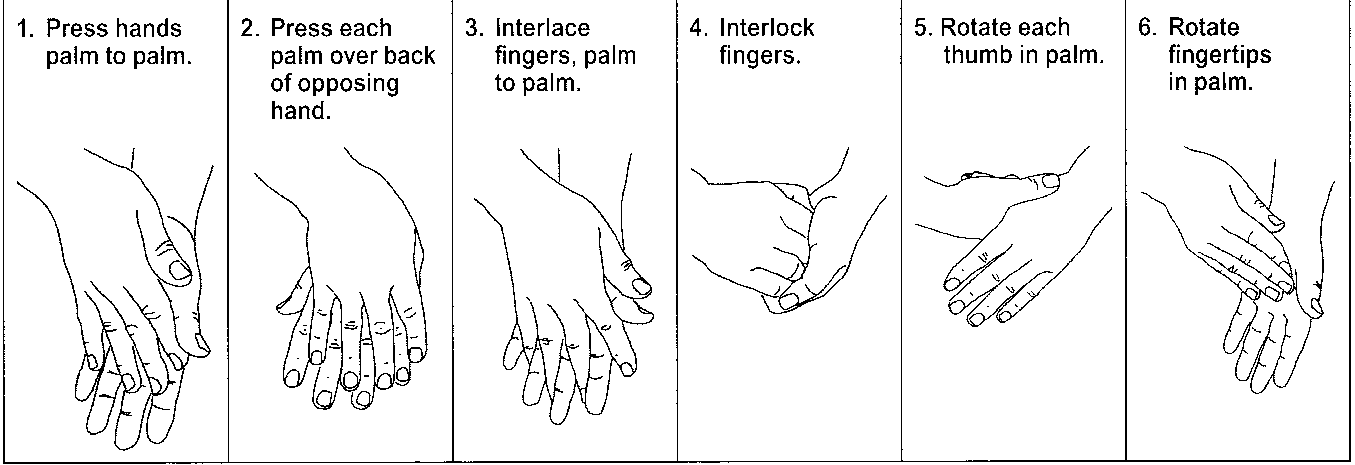 1. Press hands
palm to palm.
2. Press each
palm over back
of opposing
hand.
3. Interlace
fingers, palm
to palm.
4. Interlock
fingers.
5. Rotate each
thumb in palm.
6. Rotate
fingertips
in palm.